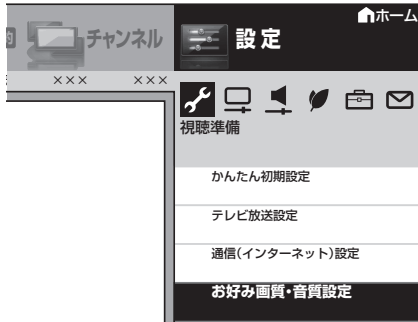 ホーム
チャンネル
設定
××× ×××
視聴準備
かんたん初期設定
テレビ放送設定
通信(インターネット)設定
お好み画質・音質設定